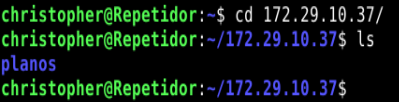 christopher@Repetidor:~$ cd 172.29.10.37/
christopher@Repetidor:~/172.29.10.37$ ls
planos
christopher@Repetidor:~/172.29.10.37$